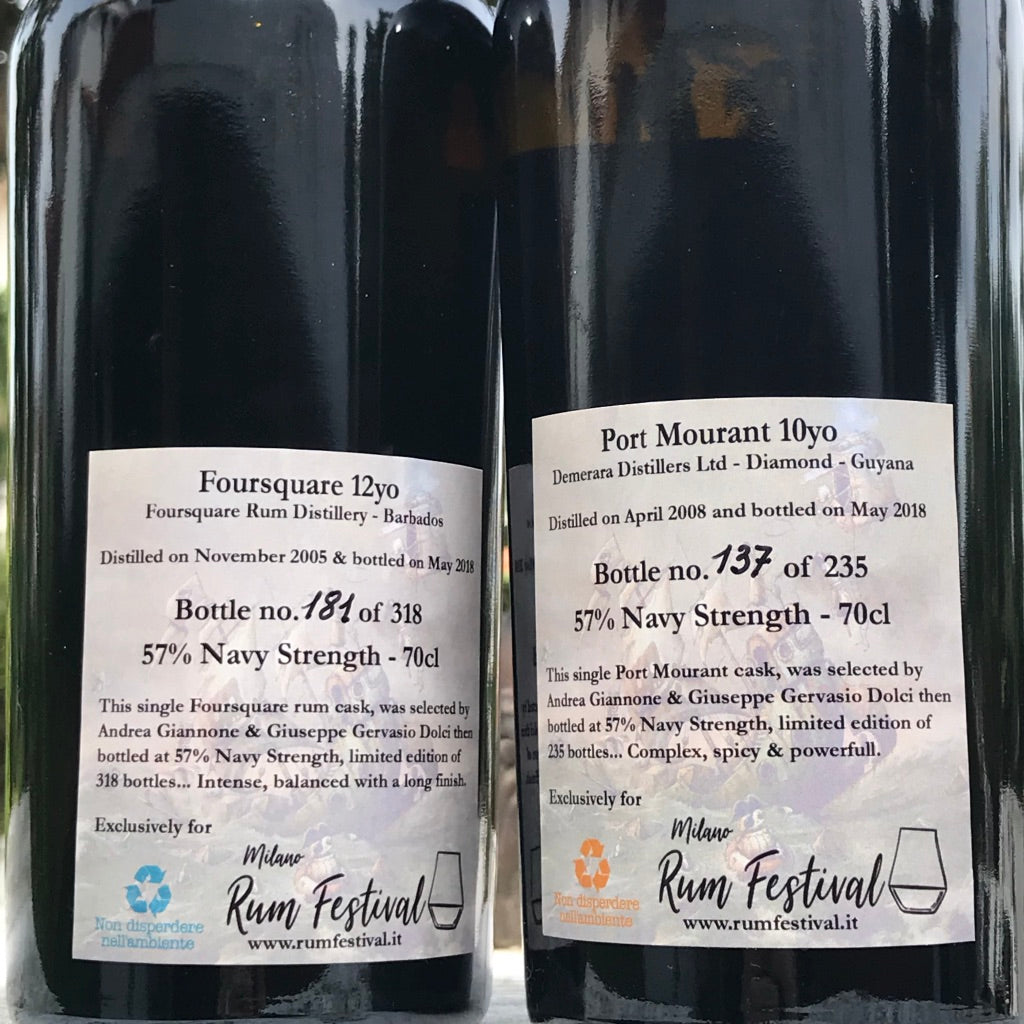 Foursquare 12yo
Foursquare Rum Distillery - Barbados
Distilled on November 2005 & bottled on May 2018
Bottle no. 181 of 318
57% Navy Strength - 70cl
This single Foursquare rum cask, was selected by
Andrea Giannone & Giuseppe Gervasio Dolci then
bottled at 57% Navy Strength, limited edition of
318 bottles... Intense, balanced with a long finish.
Exclusively for
Milano
Rum Festival
www.rumfestival.it
Non disperdere
nell'ambiente
Port Mourant 10yo
Demerara Distillers Ltd - Diamond - Guyana
Distilled on April 2008 and bottled on May 2018
Bottle no. 137 of 235
57% Navy Strength - 70cl
This single Port Mourant cask, was selected by
Andrea Giannone & Giuseppe Gervasio Dolci then
bottled at 57% Navy Strength, limited edition of
235 bottles... Complex, spicy & powerfull.
Exclusively for
Milano
Rum Festival
www.rumfestival.it
Non disperdere
nell'ambiente